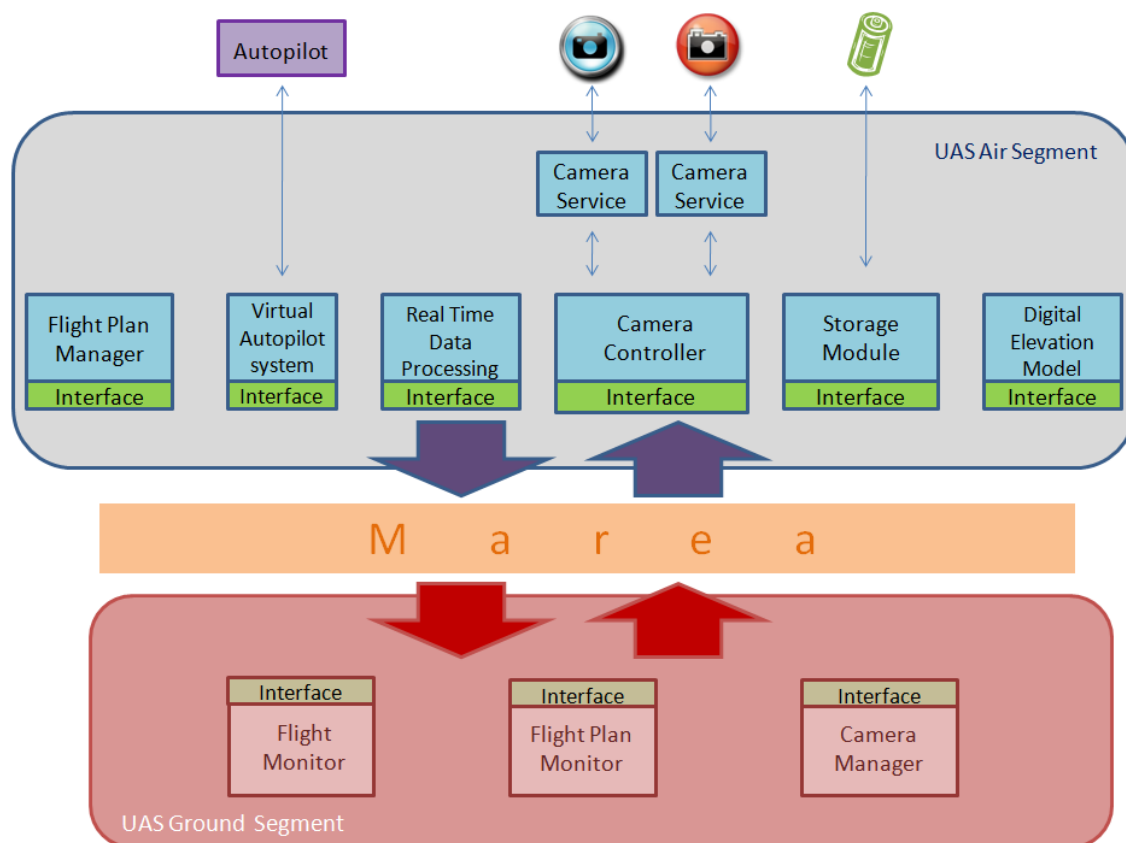 Autopilot
UAS Air Segment
Camera
Service
Camera
Service
Flight Plan
Manager
Interface
Virtual
Autopilot
system
Interface
Real Time
Data
Processing
Interface
Camera
Controller
Interface
Storage
Module
Interface
Digital
Elevation
Model
Interface
M a r e a
Interface
Flight
Monitor
Interface
Flight Plan
Monitor
Interface
Camera
Manager
UAS Ground Segment